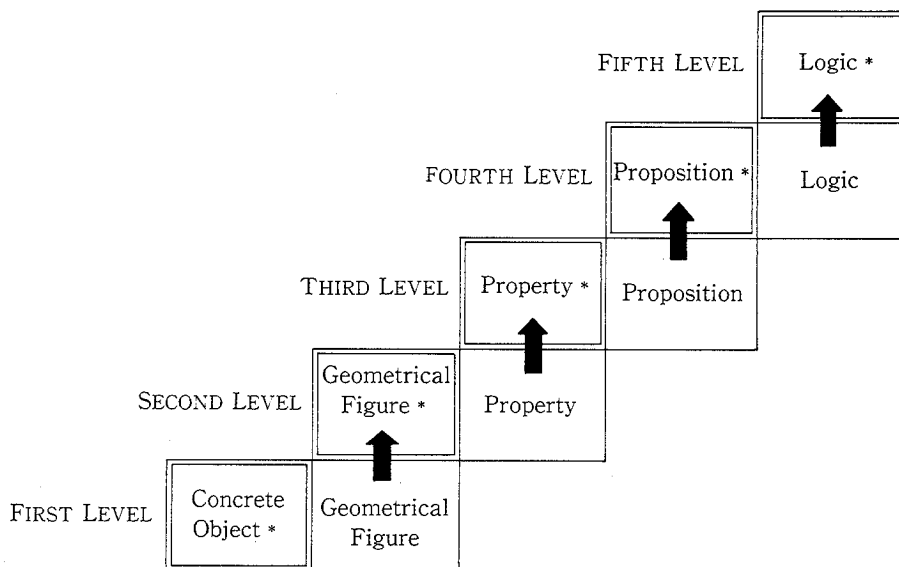 FIFTH LEVEL
Logic *
FOURTH LEVEL
Proposition *
Logic
THIRD LEVEL
Property *
Proposition
SECOND LEVEL
Geometrical
Figure *
Property
FIRST LEVEL
Concrete
Object *
Geometrical
Figure